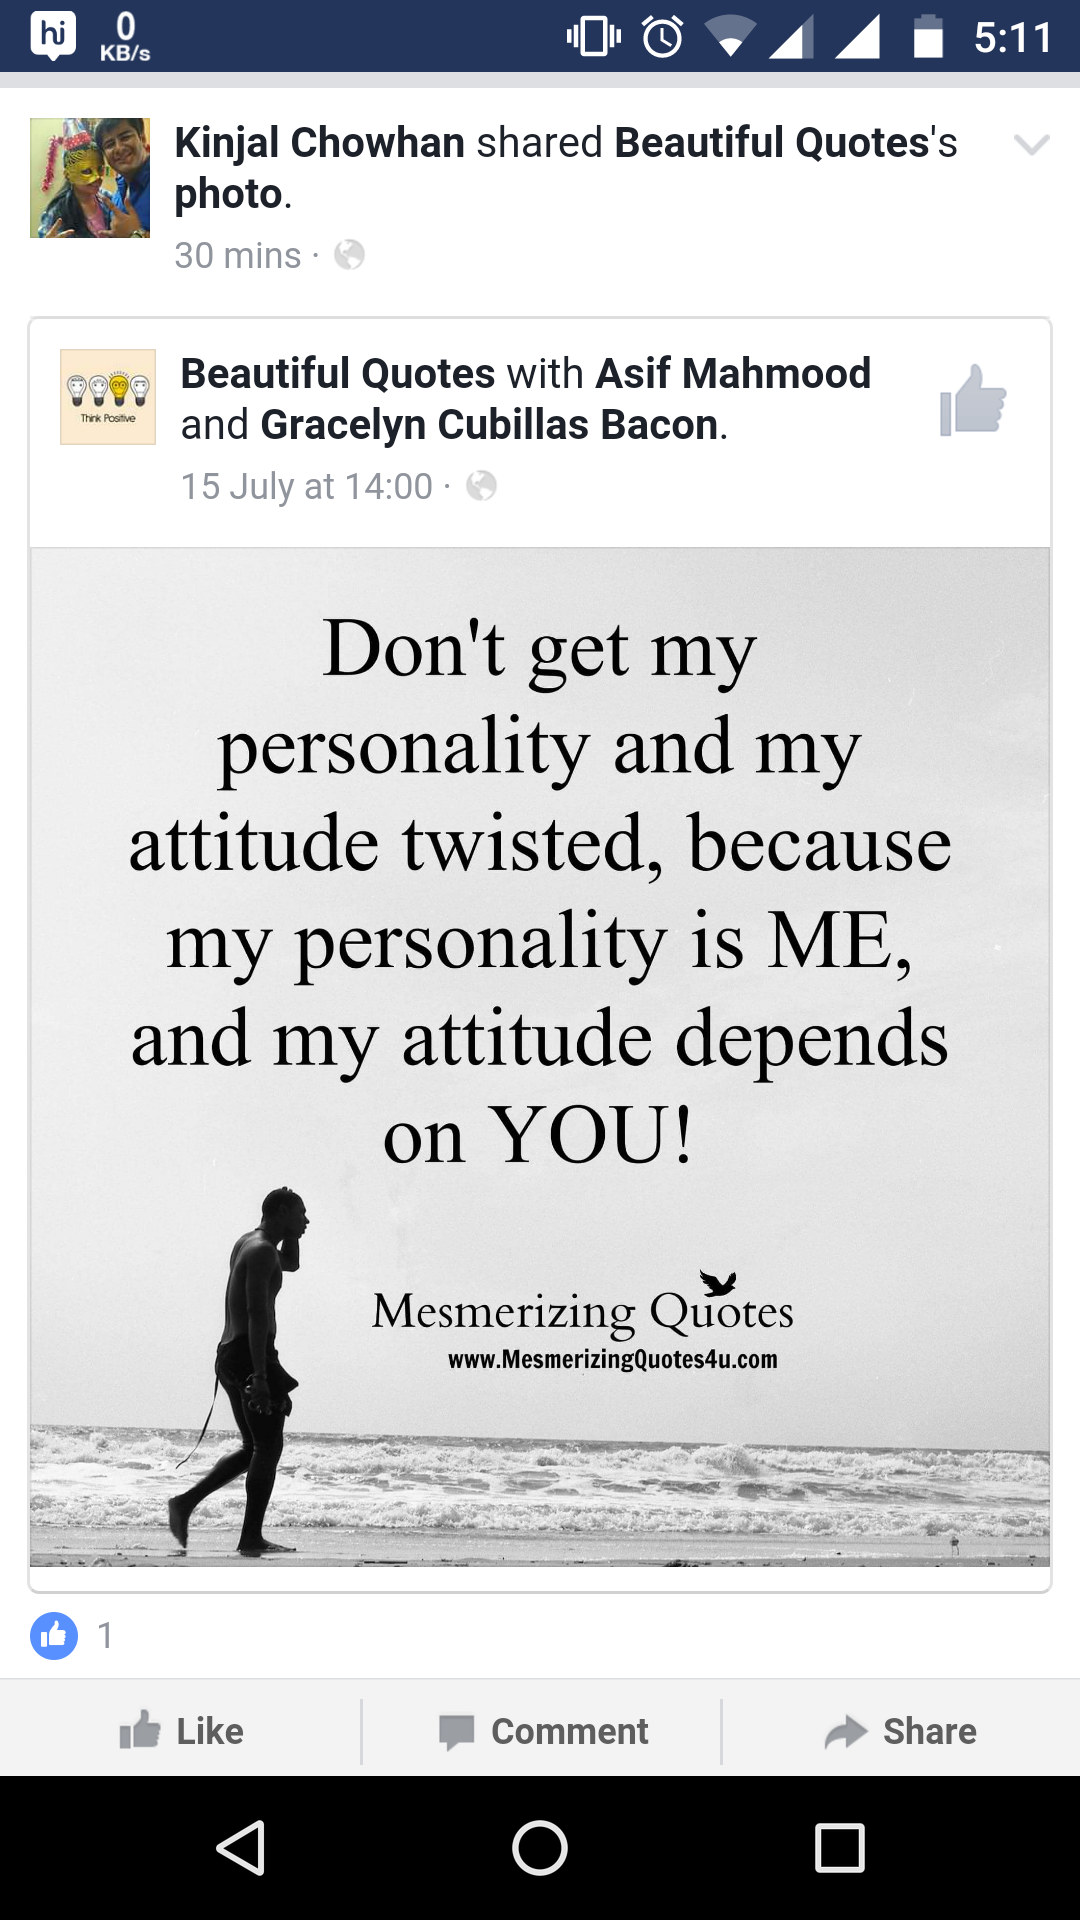 hi
0
KB/s
5:11
Kinjal Chowhan shared Beautiful Quotes's
photo.
30 mins ·
Think Positive
Beautiful Quotes with Asif Mahmood
and Gracelyn Cubillas Bacon.
15 July at 14:00 ·
Don't get my
personality and my
attitude twisted, because
my personality is ME,
and my attitude depends
on YOU!
Mesmerizing Quotes
www.MesmerizingQuotes4u.com
1
Like
Comment
Share